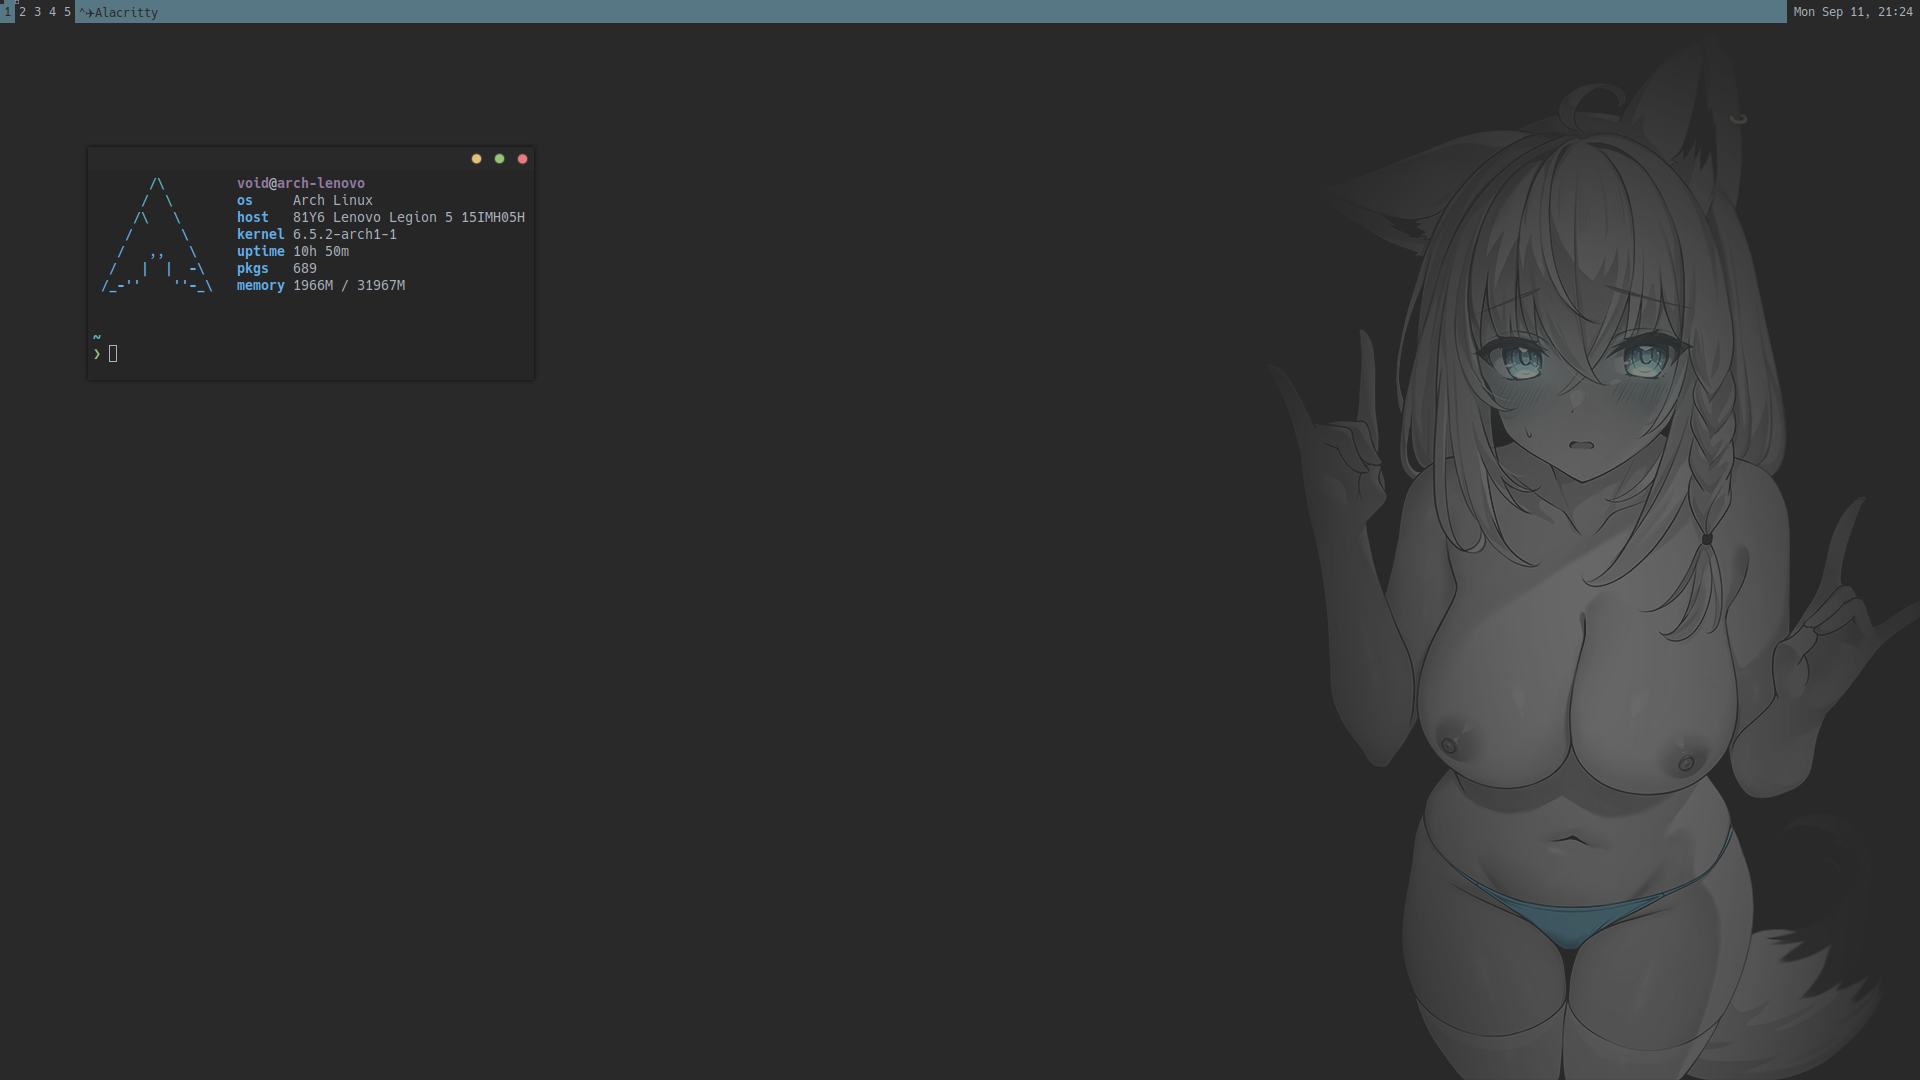 1 2 3 4 5 ^✈Alacritty Mon Sep 11, 21:24
void@arch-lenovo
os Arch Linux
host 81Y6 Lenovo Legion 5 15IMH05H
kernel 6.5.2-arch1-1
uptime 10h 50m
pkgs 689
memory 1966M / 31967M
~
❯